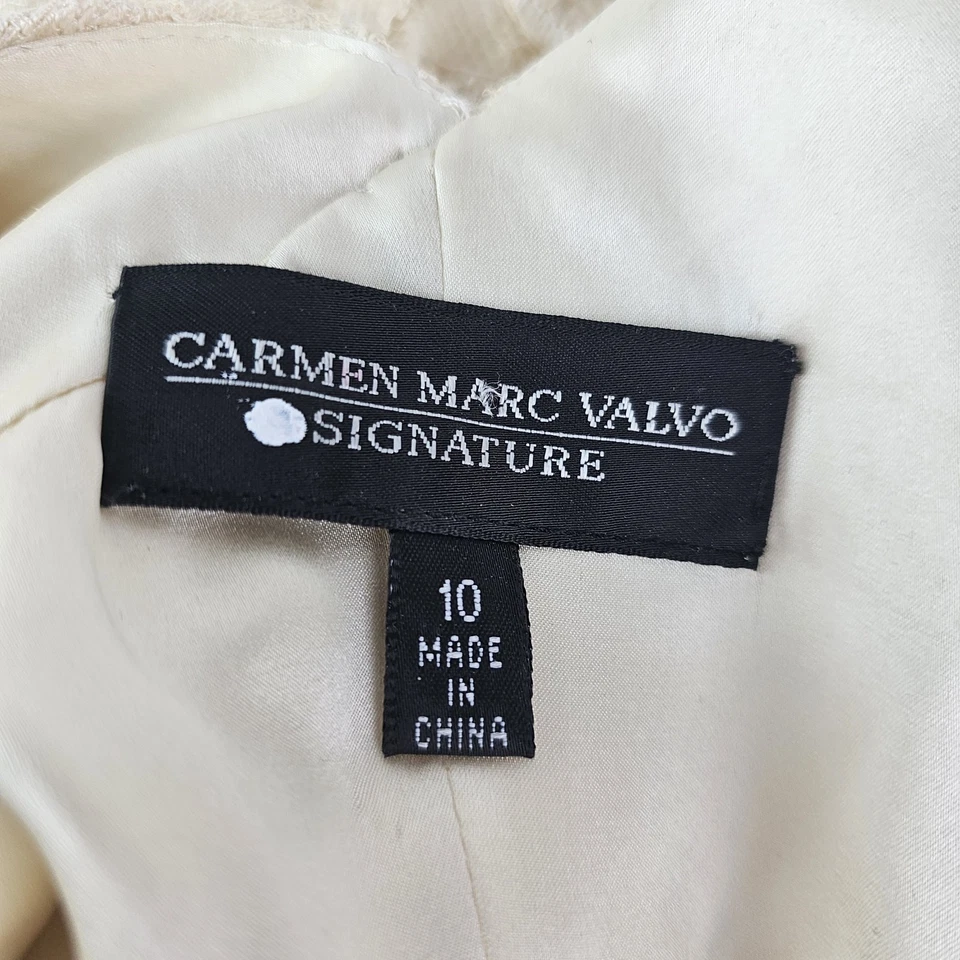 CARMEN MARC VALVO
SIGNATURE
10
MADE
IN
CHINA